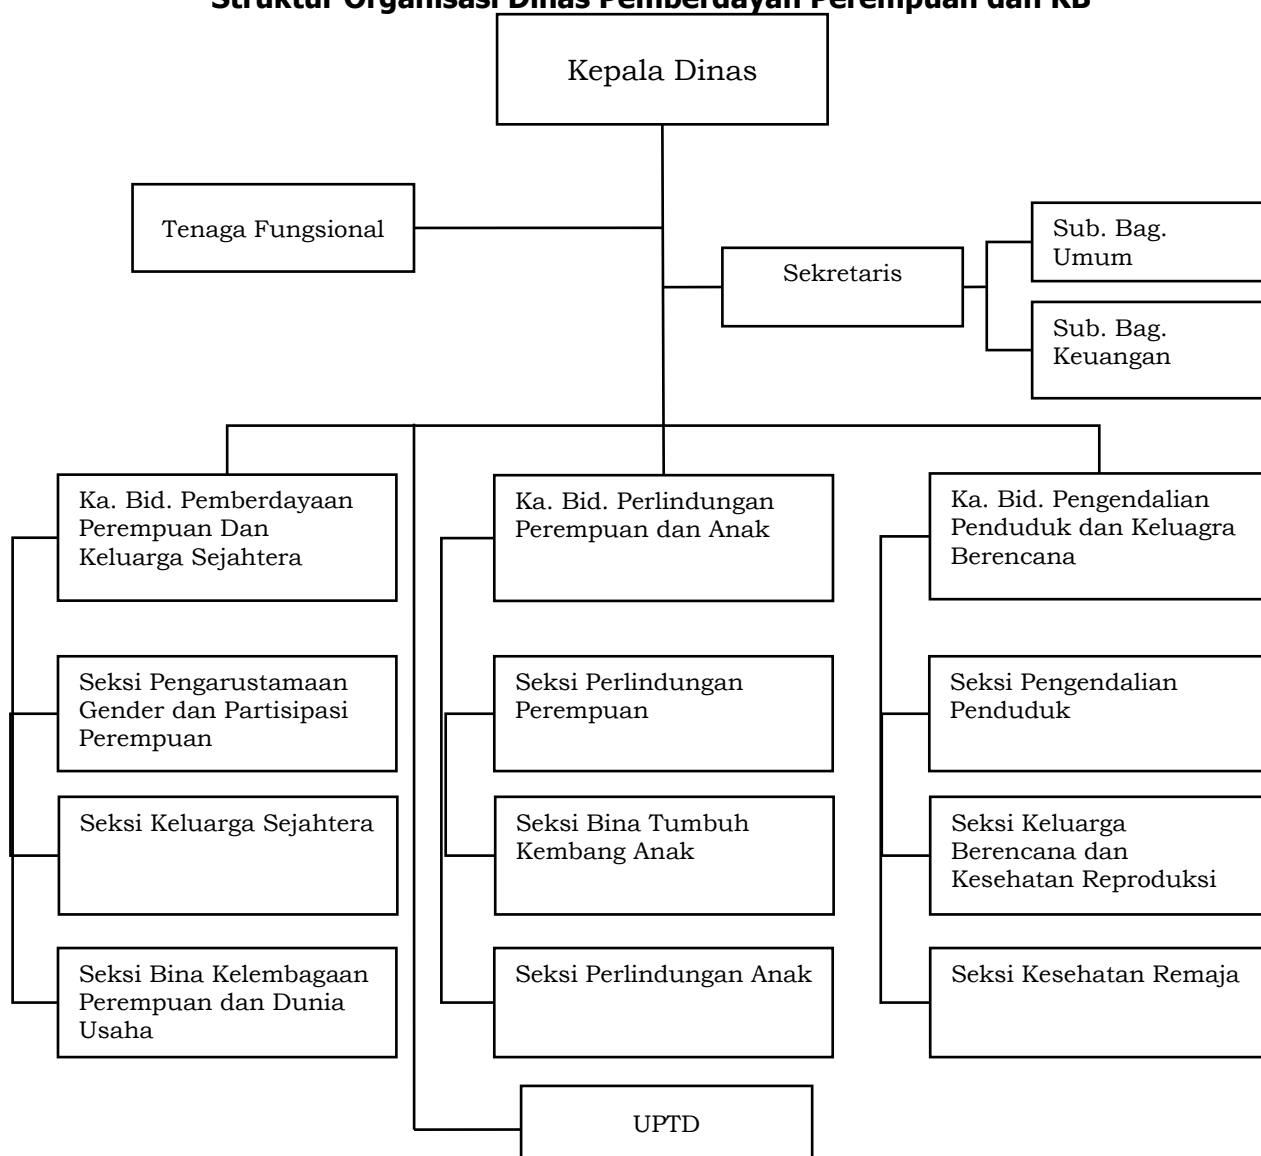 Struktur Organisasi Dinas Pemberdayan Perempuan dan KB
Kepala Dinas
Tenaga Fungsional
Sekretaris
Sub. Bag.
Umum
Sub. Bag.
Keuangan
Ka. Bid. Pemberdayaan
Perempuan Dan
Keluarga Sejahtera
Ka. Bid. Perlindungan
Perempuan dan Anak
Ka. Bid. Pengendalian
Penduduk dan Keluagra
Berencana
Seksi Pengarustamaan
Gender dan Partisipasi
Perempuan
Seksi Perlindungan
Perempuan
Seksi Pengendalian
Penduduk
Seksi Keluarga Sejahtera
Seksi Bina Tumbuh
Kembang Anak
Seksi Keluarga
Berencana dan
Kesehatan Reproduksi
Seksi Bina Kelembagaan
Perempuan dan Dunia
Usaha
Seksi Perlindungan Anak
Seksi Kesehatan Remaja
UPTD